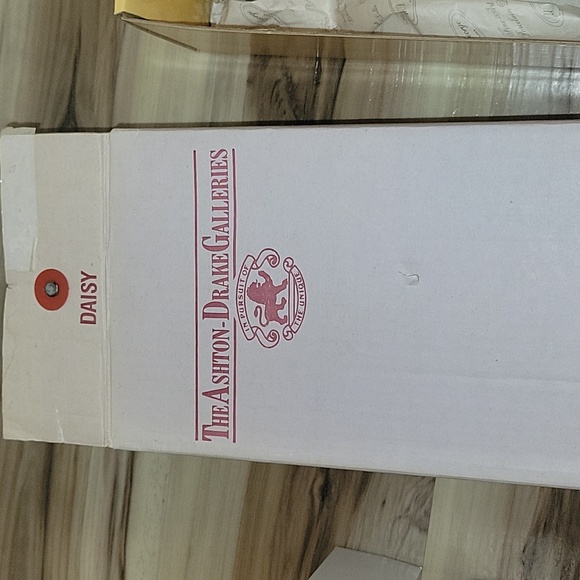 DAISY
THE ASHTON-DRAKE GALLERIES
IN PURSUIT OF
THE UNIQUE